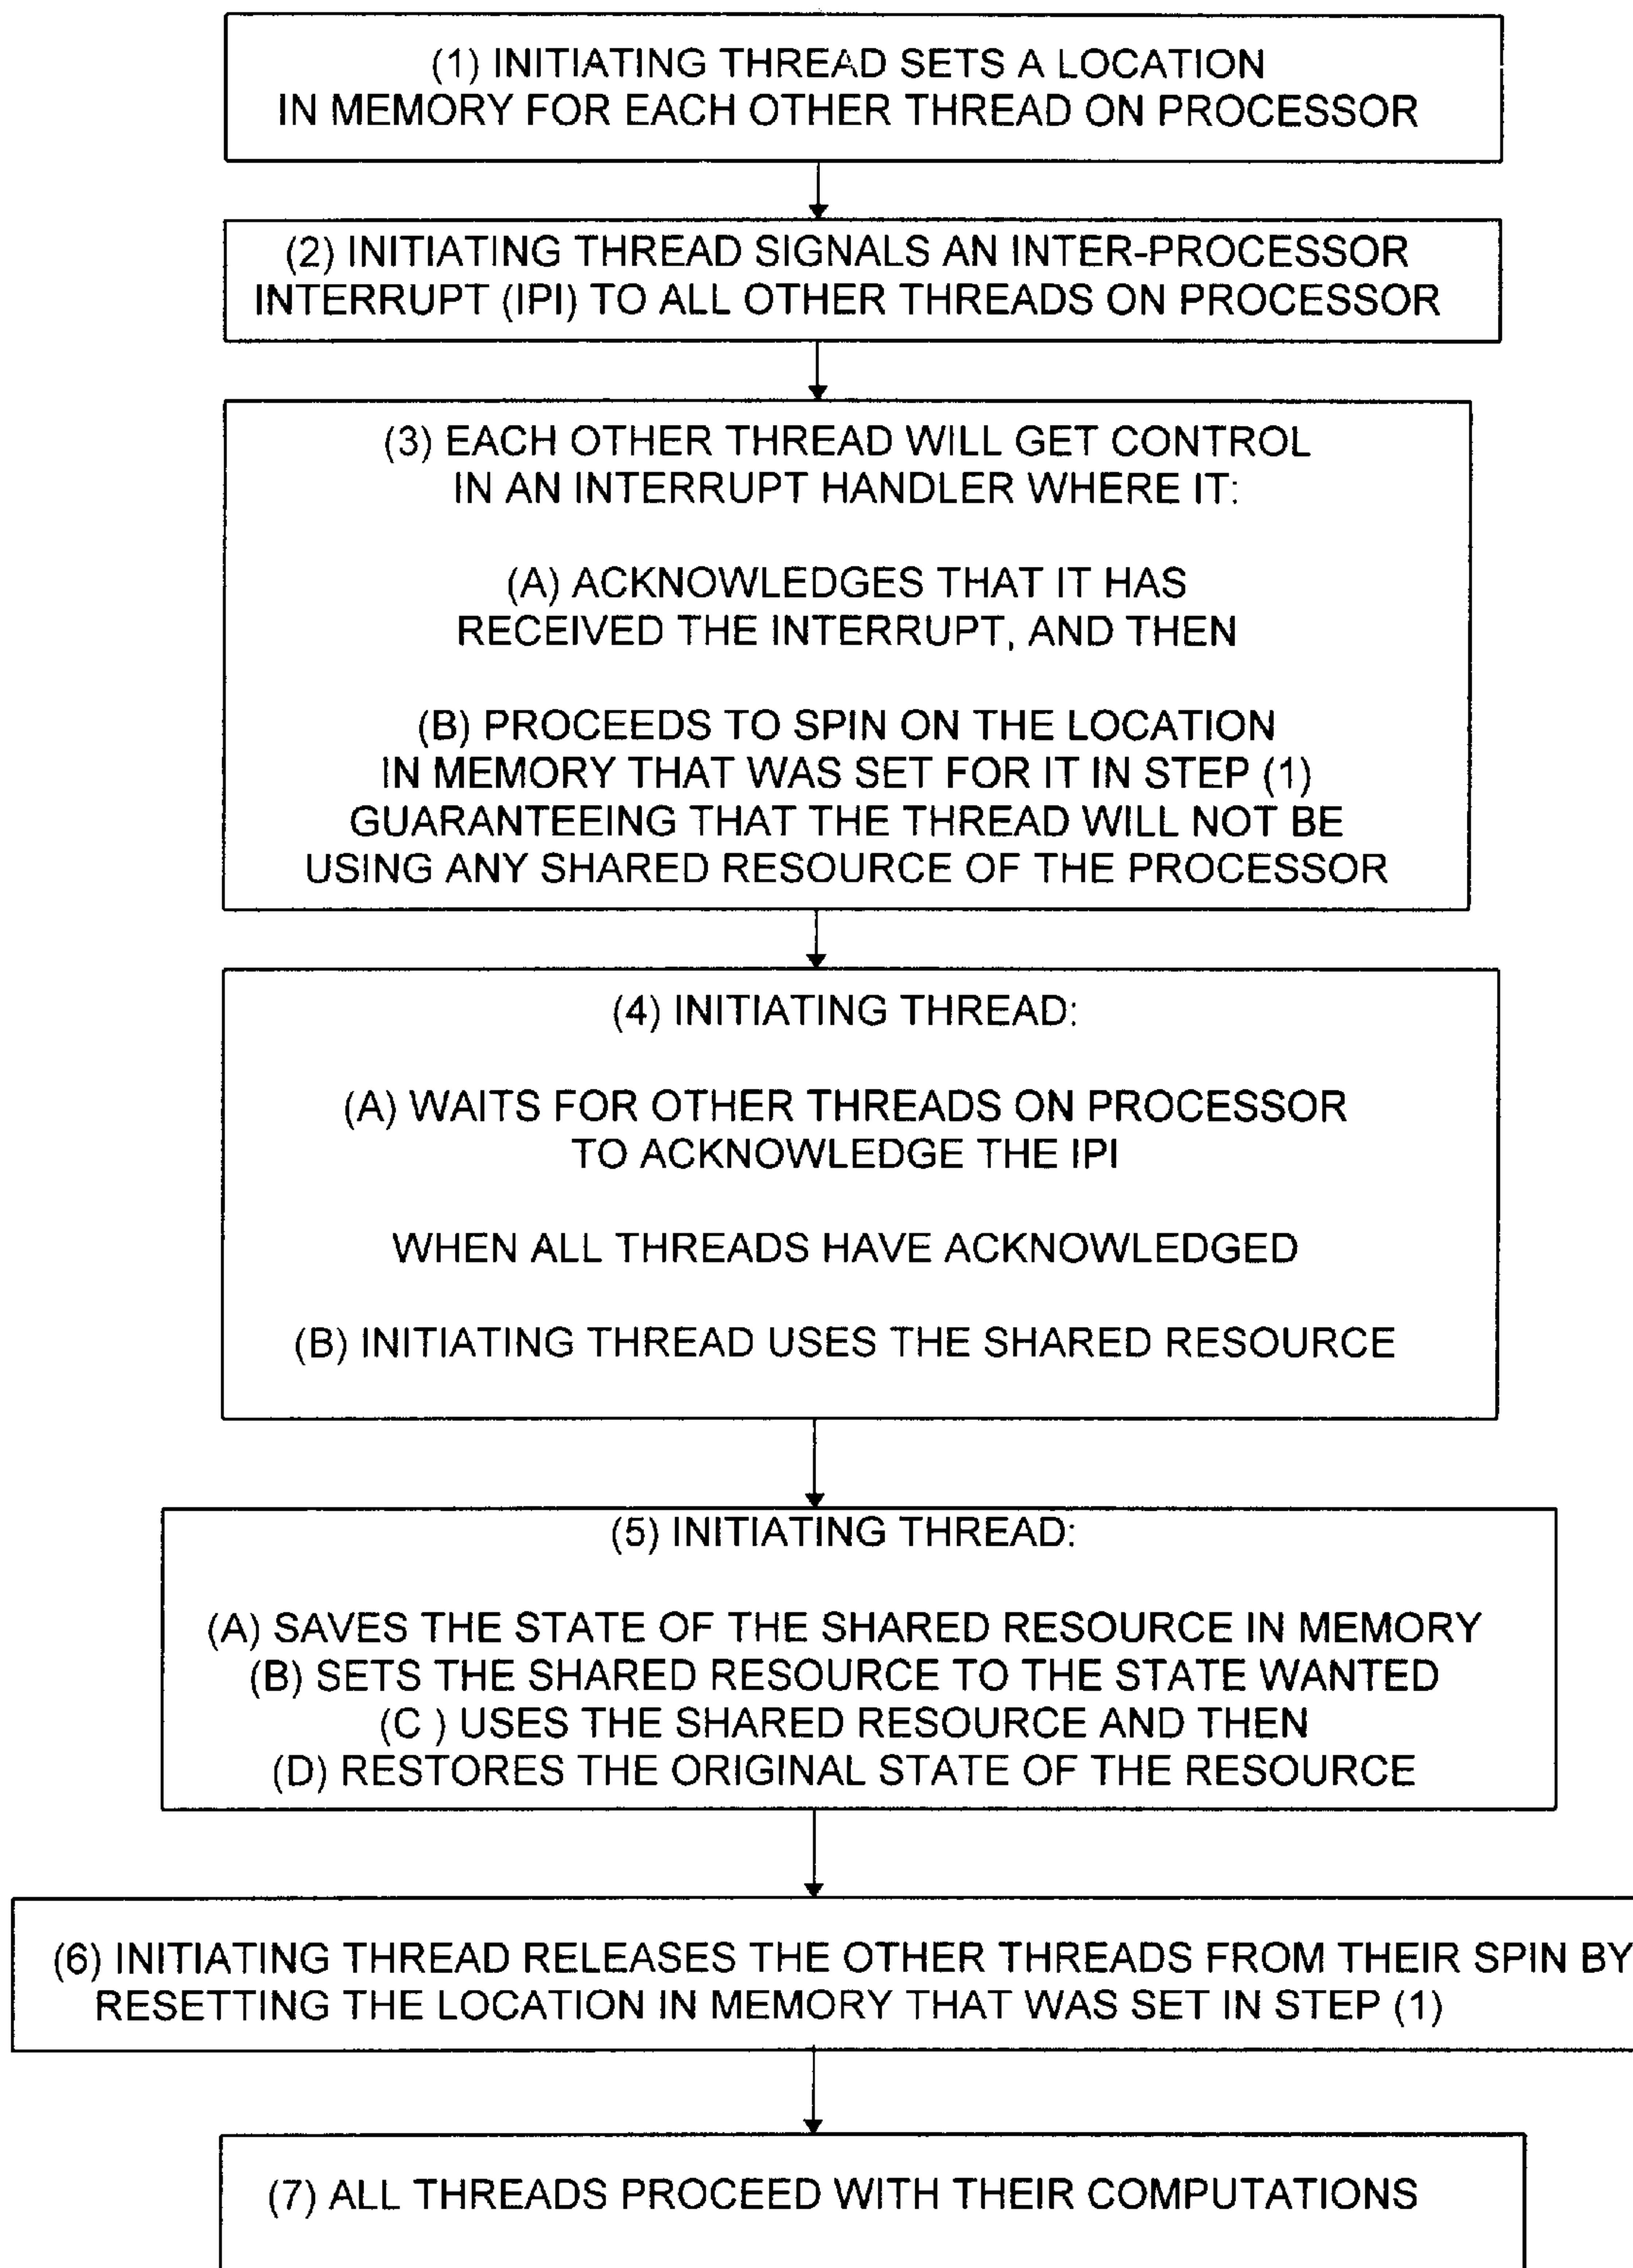 (1) INITIATING THREAD SETS A LOCATION
IN MEMORY FOR EACH OTHER THREAD ON PROCESSOR
(2) INITIATING THREAD SIGNALS AN INTER-PROCESSOR
INTERRUPT (IPI) TO ALL OTHER THREADS ON PROCESSOR
(3) EACH OTHER THREAD WILL GET CONTROL
IN AN INTERRUPT HANDLER WHERE IT:
(A) ACKNOWLEDGES THAT IT HAS
RECEIVED THE INTERRUPT, AND THEN
(B) PROCEEDS TO SPIN ON THE LOCATION
IN MEMORY THAT WAS SET FOR IT IN STEP (1)
GUARANTEEING THAT THE THREAD WILL NOT BE
USING ANY SHARED RESOURCE OF THE PROCESSOR
(4) INITIATING THREAD:
(A) WAITS FOR OTHER THREADS ON PROCESSOR
TO ACKNOWLEDGE THE IPI
WHEN ALL THREADS HAVE ACKNOWLEDGED
(B) INITIATING THREAD USES THE SHARED RESOURCE
(5) INITIATING THREAD:
(A) SAVES THE STATE OF THE SHARED RESOURCE IN MEMORY
(B) SETS THE SHARED RESOURCE TO THE STATE WANTED
(C ) USES THE SHARED RESOURCE AND THEN
(D) RESTORES THE ORIGINAL STATE OF THE RESOURCE
(6) INITIATING THREAD RELEASES THE OTHER THREADS FROM THEIR SPIN BY
RESETTING THE LOCATION IN MEMORY THAT WAS SET IN STEP (1)
(7) ALL THREADS PROCEED WITH THEIR COMPUTATIONS